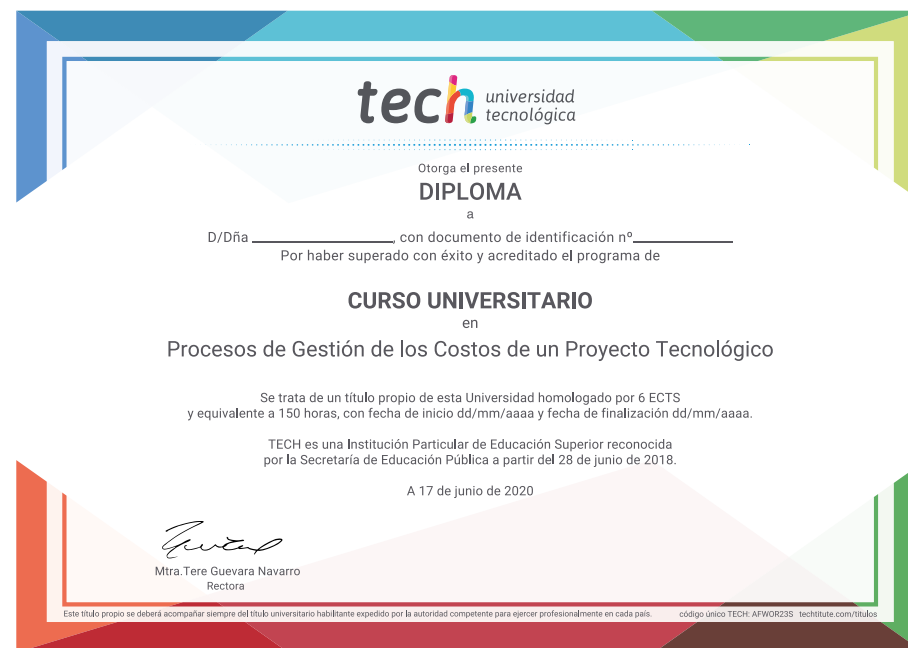 tech universidad
tecnológica
Otorga el presente
DIPLOMA
a
D/Dña , con documento de identificación nº
Por haber superado con éxito y acreditado el programa de
CURSO UNIVERSITARIO
en
Procesos de Gestión de los Costos de un Proyecto Tecnológico
Se trata de un título propio de esta Universidad homologado por 6 ECTS
y equivalente a 150 horas, con fecha de inicio dd/mm/aaaa y fecha de finalización dd/mm/aaaa.
TECH es una Institución Particular de Educación Superior reconocida
por la Secretaría de Educación Pública a partir del 28 de junio de 2018.
A 17 de junio de 2020
Mtra.Tere Guevara Navarro
Rectora
Este título propio se deberá acompañar siempre del título universitario habilitante expedido por la autoridad competente para ejercer profesionalmente en cada país. código único TECH: AFWOR23S techtitute.com/titulos